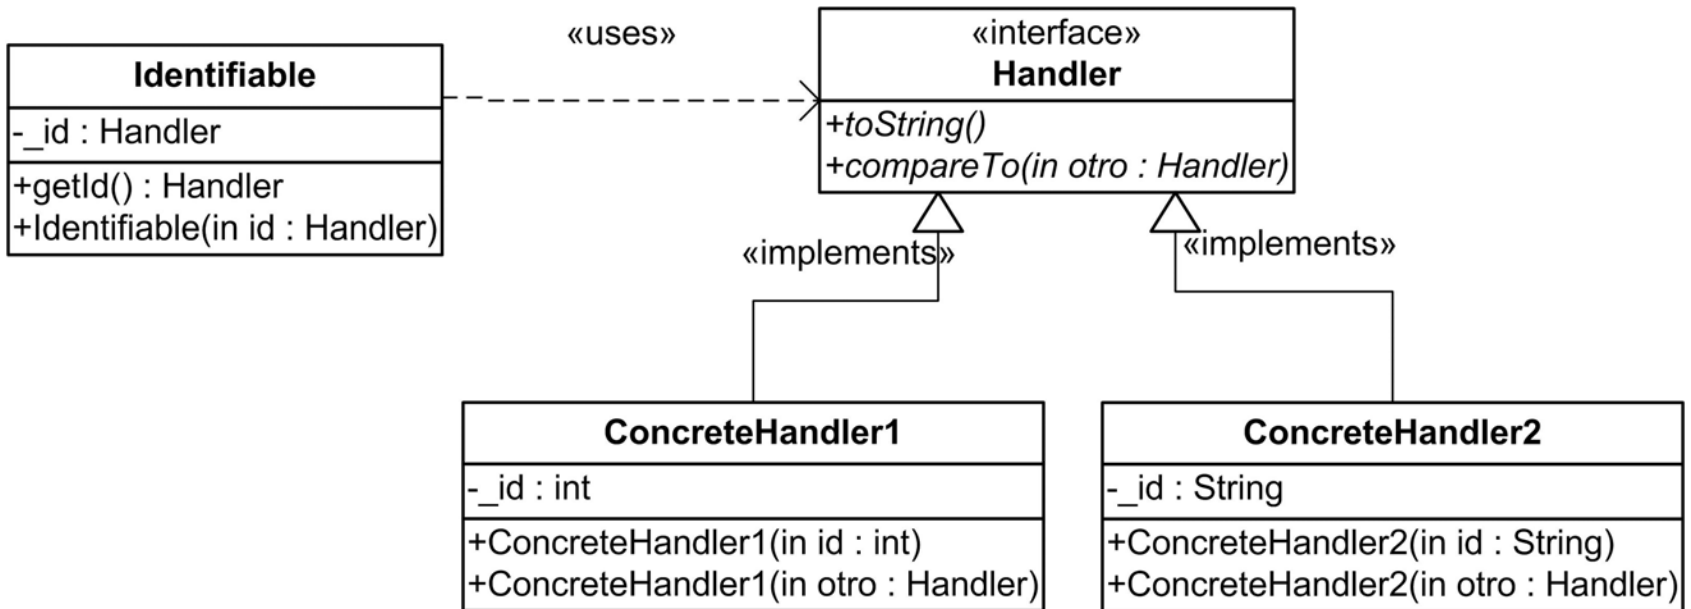 «uses»
«interface»
Handler
+toString()
+compareTo(in otro : Handler)
Identifiable
-_id : Handler
+getId() : Handler
+Identifiable(in id : Handler)
«implements»
«implements»
ConcreteHandler1
-_id : int
+ConcreteHandler1(in id : int)
+ConcreteHandler1(in otro : Handler)
ConcreteHandler2
-_id : String
+ConcreteHandler2(in id : String)
+ConcreteHandler2(in otro : Handler)